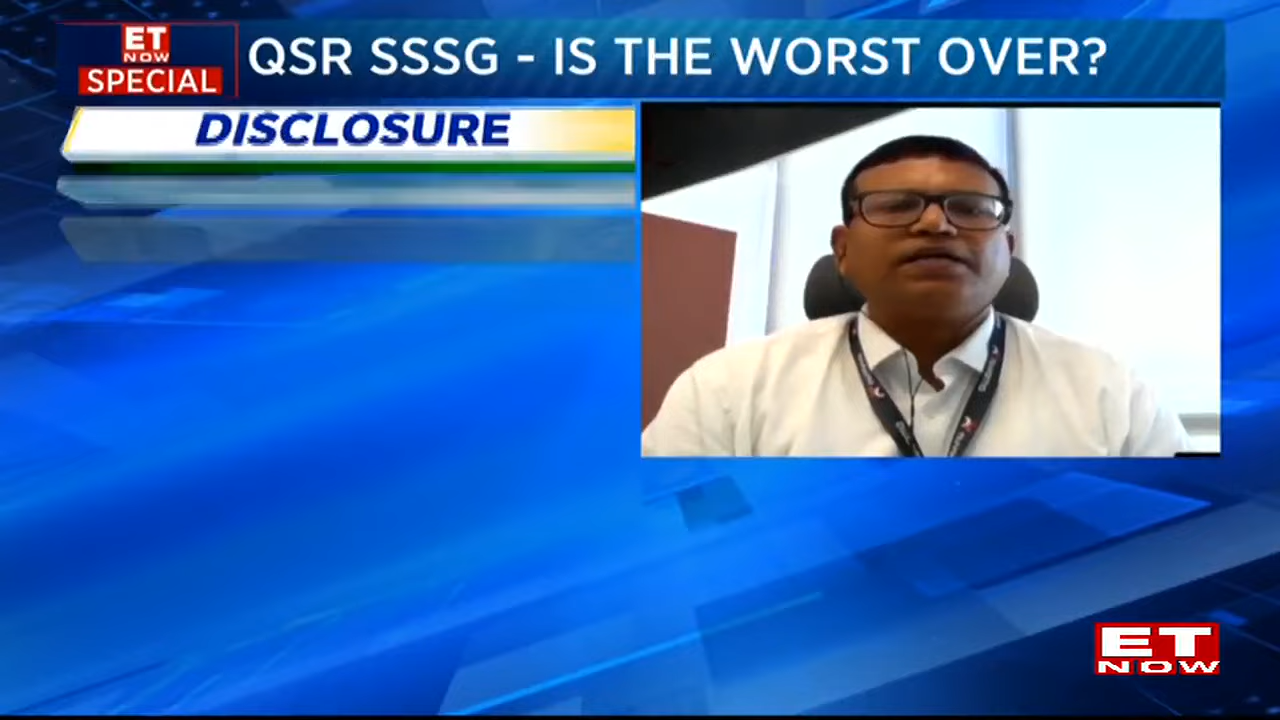 ET
NOW
SPECIAL
QSR SSSG - IS THE WORST OVER?
DISCLOSURE
ET
NOW